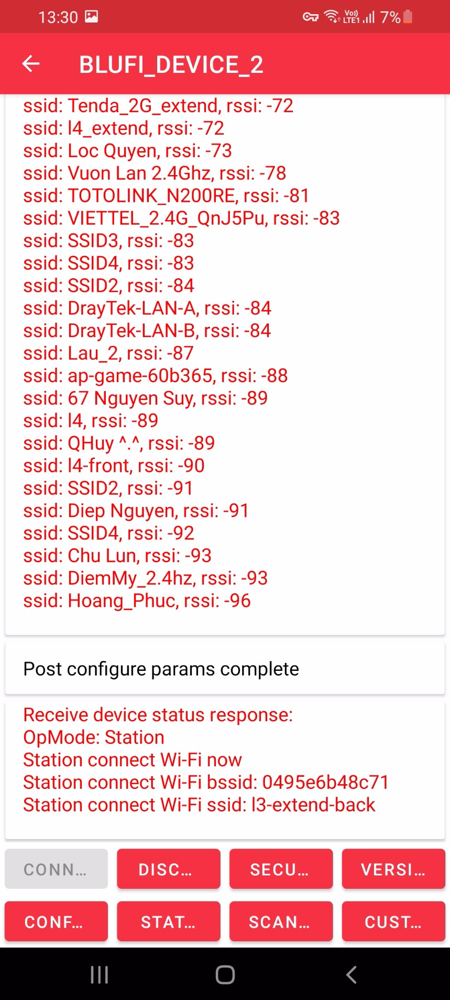 13:30
Vo)) LTE1 7%
BLUFI_DEVICE_2
ssid: Tenda_2G_extend, rssi: -72
ssid: l4_extend, rssi: -72
ssid: Loc Quyen, rssi: -73
ssid: Vuon Lan 2.4Ghz, rssi: -78
ssid: TOTOLINK_N200RE, rssi: -81
ssid: VIETTEL_2.4G_QnJ5Pu, rssi: -83
ssid: SSID3, rssi: -83
ssid: SSID4, rssi: -83
ssid: SSID2, rssi: -84
ssid: DrayTek-LAN-A, rssi: -84
ssid: DrayTek-LAN-B, rssi: -84
ssid: Lau_2, rssi: -87
ssid: ap-game-60b365, rssi: -88
ssid: 67 Nguyen Suy, rssi: -89
ssid: l4, rssi: -89
ssid: QHuy ^.^, rssi: -89
ssid: l4-front, rssi: -90
ssid: SSID2, rssi: -91
ssid: Diep Nguyen, rssi: -91
ssid: SSID4, rssi: -92
ssid: Chu Lun, rssi: -93
ssid: DiemMy_2.4hz, rssi: -93
ssid: Hoang_Phuc, rssi: -96
Post configure params complete
Receive device status response:
OpMode: Station
Station connect Wi-Fi now
Station connect Wi-Fi bssid: 0495e6b48c71
Station connect Wi-Fi ssid: l3-extend-back
CONN... DISC... SECU... VERSI...
CONF... STAT... SCAN... CUST...